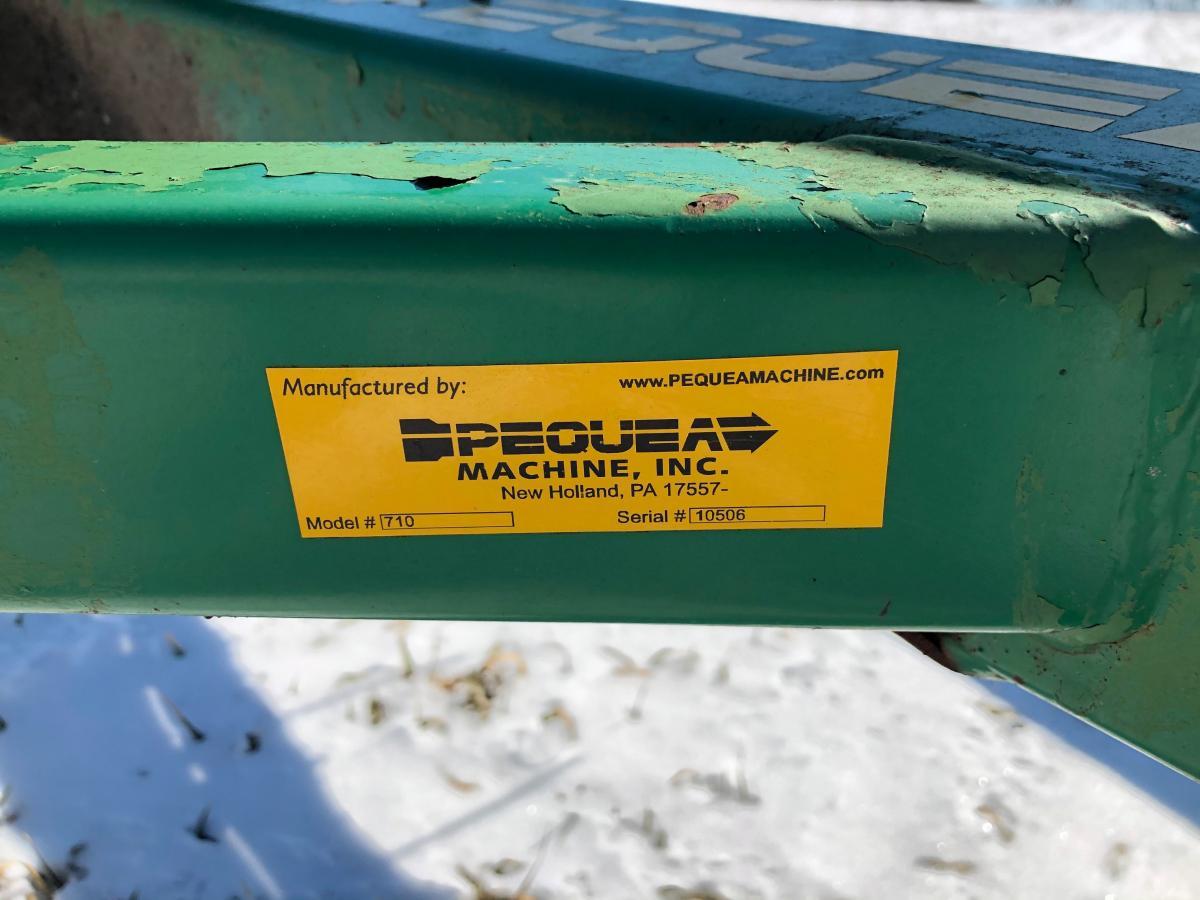 Manufactured by:
www.PEQUEAMACHINE.com
PEQUEA
MACHINE, INC.
New Holland, PA 17557-
Model # 710
Serial # 10506